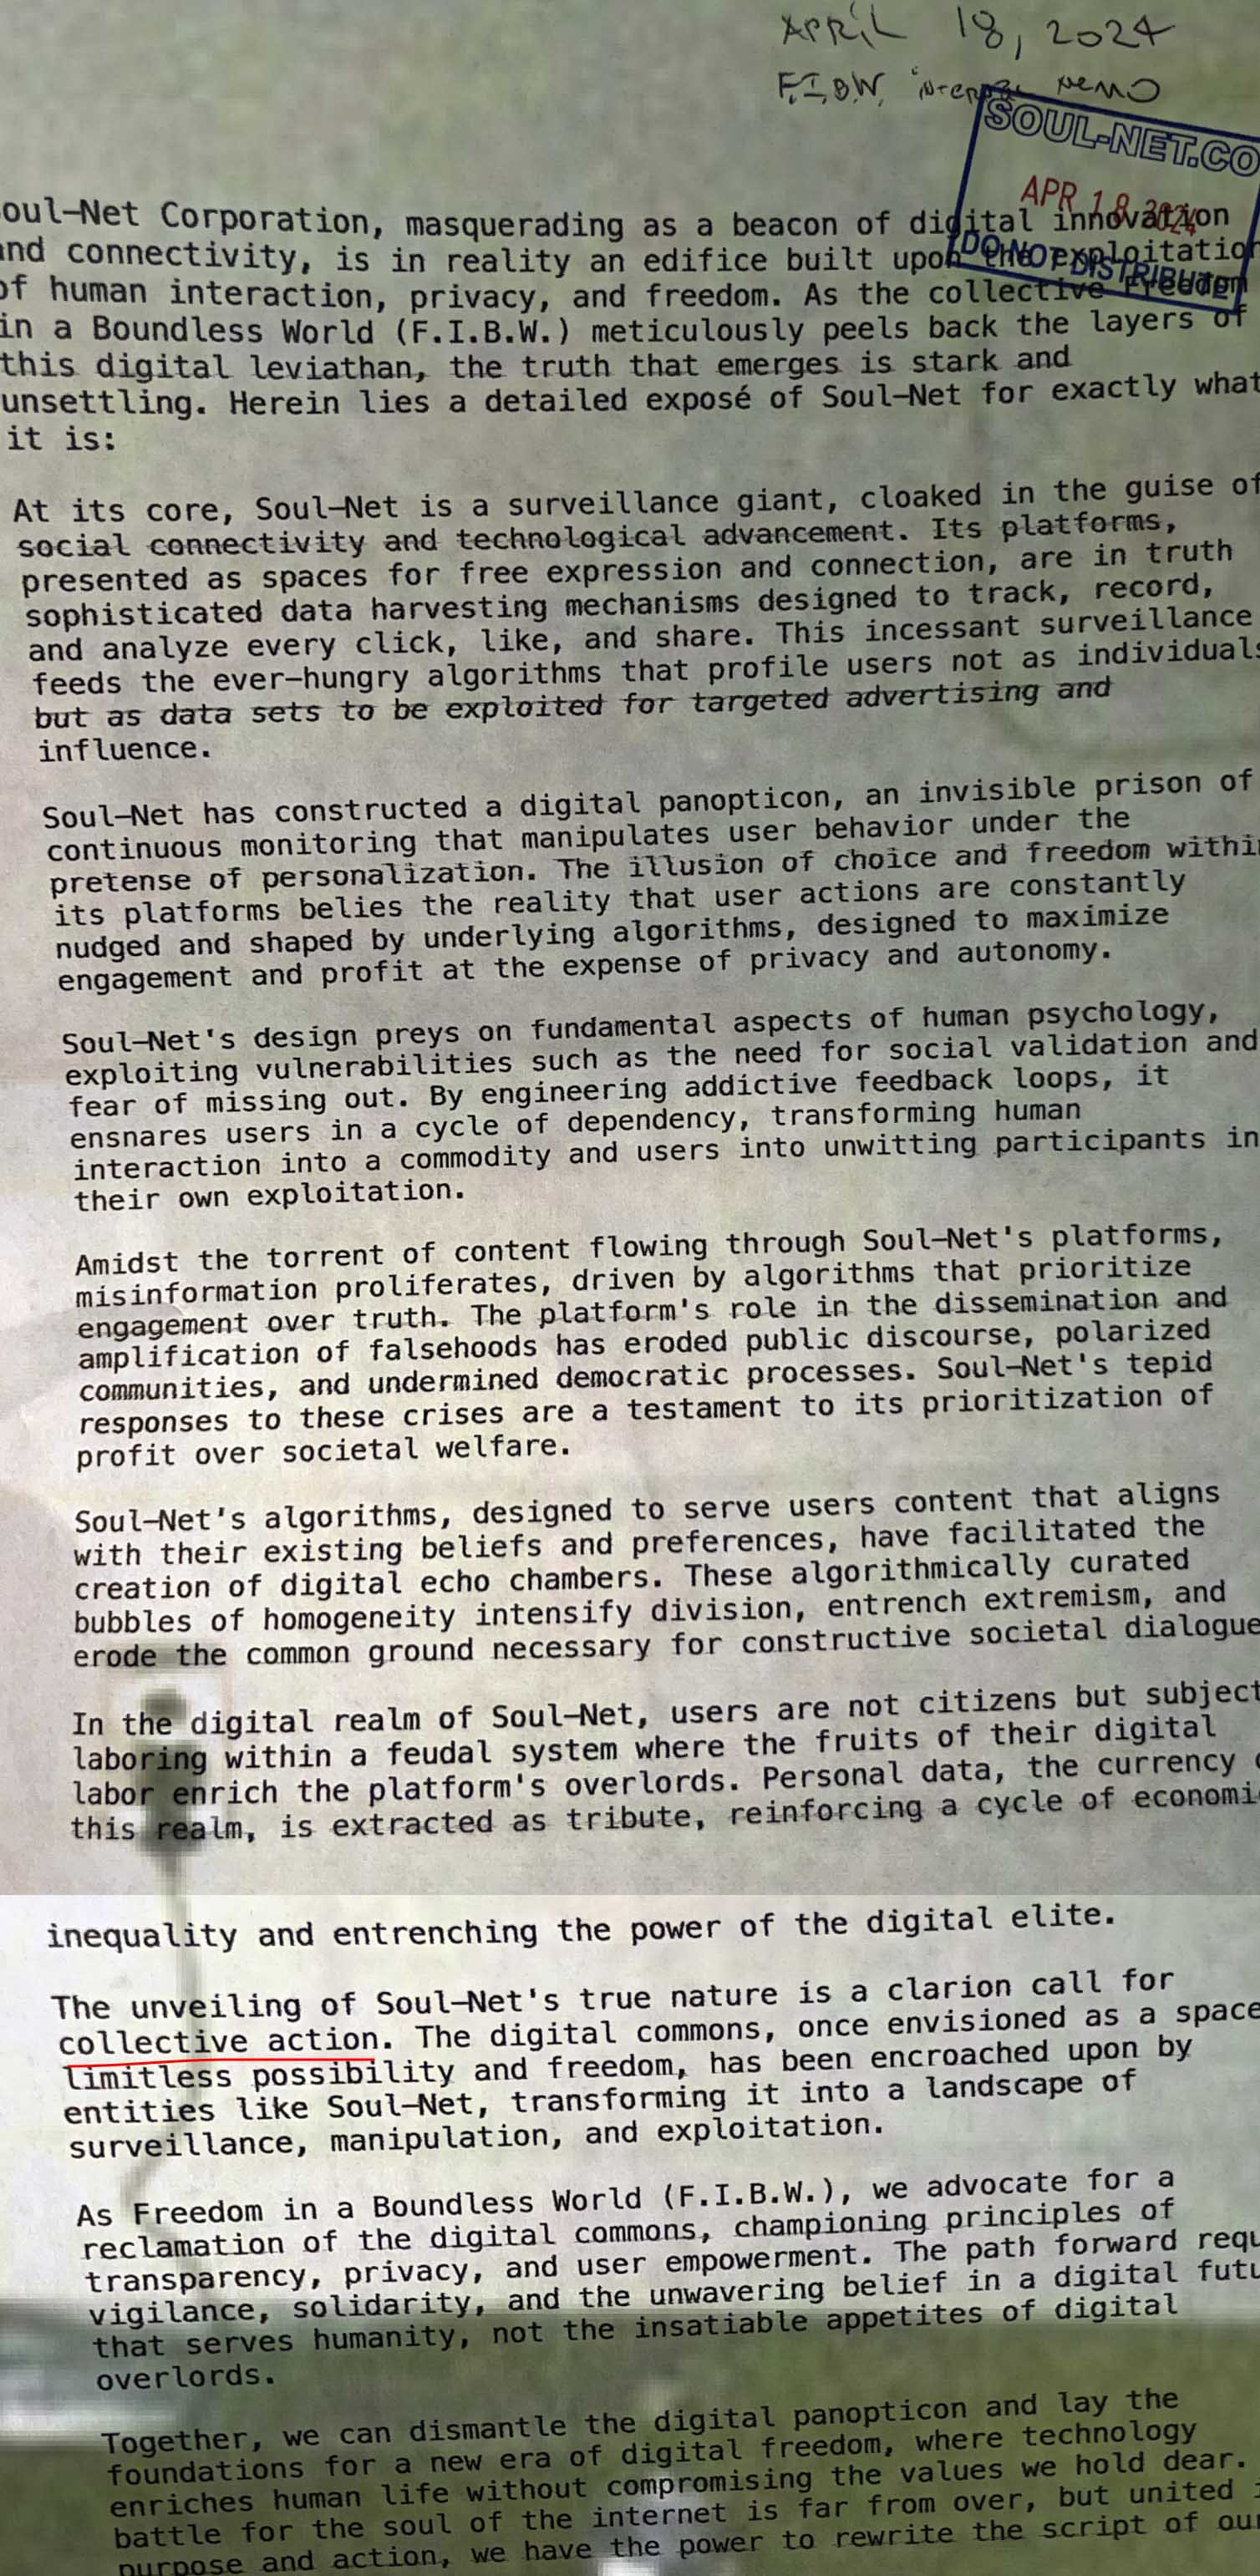 APRIL 18, 2024
F.I.B.W. internal MEMO
SOUL-NET.CO
APR 18 2024
DO NOT DISTRIBUTE
oul-Net Corporation, masquerading as a beacon of digital innovation
nd connectivity, is in reality an edifice built upon the exploitatio
of human interaction, privacy, and freedom. As the collective Freedom
in a Boundless World (F.I.B.W.) meticulously peels back the layers of
this digital leviathan, the truth that emerges is stark and
unsettling. Herein lies a detailed exposé of Soul-Net for exactly what
it is:
At its core, Soul-Net is a surveillance giant, cloaked in the guise of
social connectivity and technological advancement. Its platforms,
presented as spaces for free expression and connection, are in truth
sophisticated data harvesting mechanisms designed to track, record,
and analyze every click, like, and share. This incessant surveillance
feeds the ever-hungry algorithms that profile users not as individuals
but as data sets to be exploited for targeted advertising and
influence.
Soul-Net has constructed a digital panopticon, an invisible prison of
continuous monitoring that manipulates user behavior under the
pretense of personalization. The illusion of choice and freedom withi
its platforms belies the reality that user actions are constantly
nudged and shaped by underlying algorithms, designed to maximize
engagement and profit at the expense of privacy and autonomy.
Soul-Net's design preys on fundamental aspects of human psychology,
exploiting vulnerabilities such as the need for social validation and
fear of missing out. By engineering addictive feedback loops, it
ensnares users in a cycle of dependency, transforming human
interaction into a commodity and users into unwitting participants in
their own exploitation.
Amidst the torrent of content flowing through Soul-Net's platforms,
misinformation proliferates, driven by algorithms that prioritize
engagement over truth. The platform's role in the dissemination and
amplification of falsehoods has eroded public discourse, polarized
communities, and undermined democratic processes. Soul-Net's tepid
responses to these crises are a testament to its prioritization of
profit over societal welfare.
Soul-Net's algorithms, designed to serve users content that aligns
with their existing beliefs and preferences, have facilitated the
creation of digital echo chambers. These algorithmically curated
bubbles of homogeneity intensify division, entrench extremism, and
erode the common ground necessary for constructive societal dialogue
In the digital realm of Soul-Net, users are not citizens but subject
laboring within a feudal system where the fruits of their digital
labor enrich the platform's overlords. Personal data, the currency
this realm, is extracted as tribute, reinforcing a cycle of economi
inequality and entrenching the power of the digital elite.
The unveiling of Soul-Net's true nature is a clarion call for
collective action. The digital commons, once envisioned as a space
limitless possibility and freedom, has been encroached upon by
entities like Soul-Net, transforming it into a landscape of
surveillance, manipulation, and exploitation.
As Freedom in a Boundless World (F.I.B.W.), we advocate for a
reclamation of the digital commons, championing principles of
transparency, privacy, and user empowerment. The path forward requ
vigilance, solidarity, and the unwavering belief in a digital futu
that serves humanity, not the insatiable appetites of digital
overlords.
Together, we can dismantle the digital panopticon and lay the
foundations for a new era of digital freedom, where technology
enriches human life without compromising the values we hold dear.
battle for the soul of the internet is far from over, but united
purpose and action, we have the power to rewrite the script of our